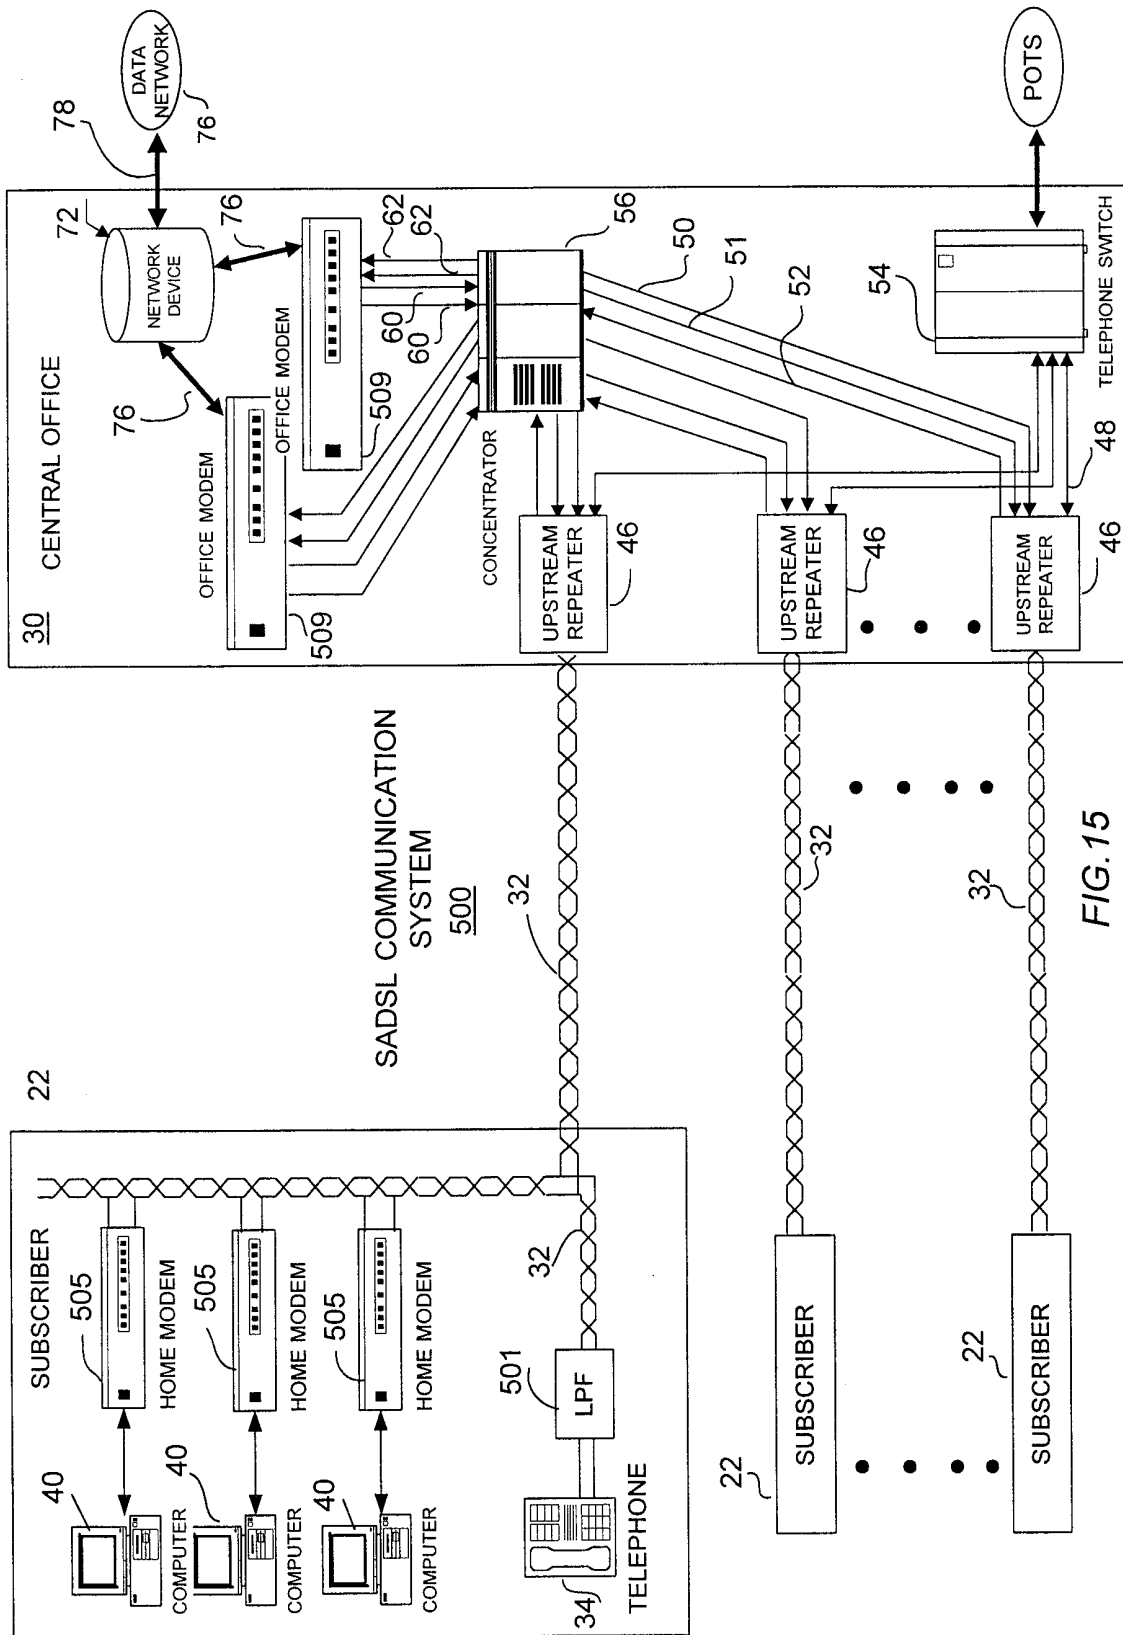 SUBSCRIBER
22
505
505
505
40
40
40
COMPUTER
COMPUTER
COMPUTER
HOME MODEM
HOME MODEM
HOME MODEM
34
TELEPHONE
501
LPF
32
SADSL COMMUNICATION
SYSTEM
500
32
22
SUBSCRIBER
32
22
SUBSCRIBER
32
30
CENTRAL OFFICE
OFFICE MODEM
509
OFFICE MODEM
509
76
76
72
NETWORK
DEVICE
78
DATA
NETWORK
76
60
60
62
62
CONCENTRATOR
56
50
51
52
UPSTREAM
REPEATER
46
UPSTREAM
REPEATER
46
UPSTREAM
REPEATER
46
48
54
TELEPHONE SWITCH
POTS
FIG.15